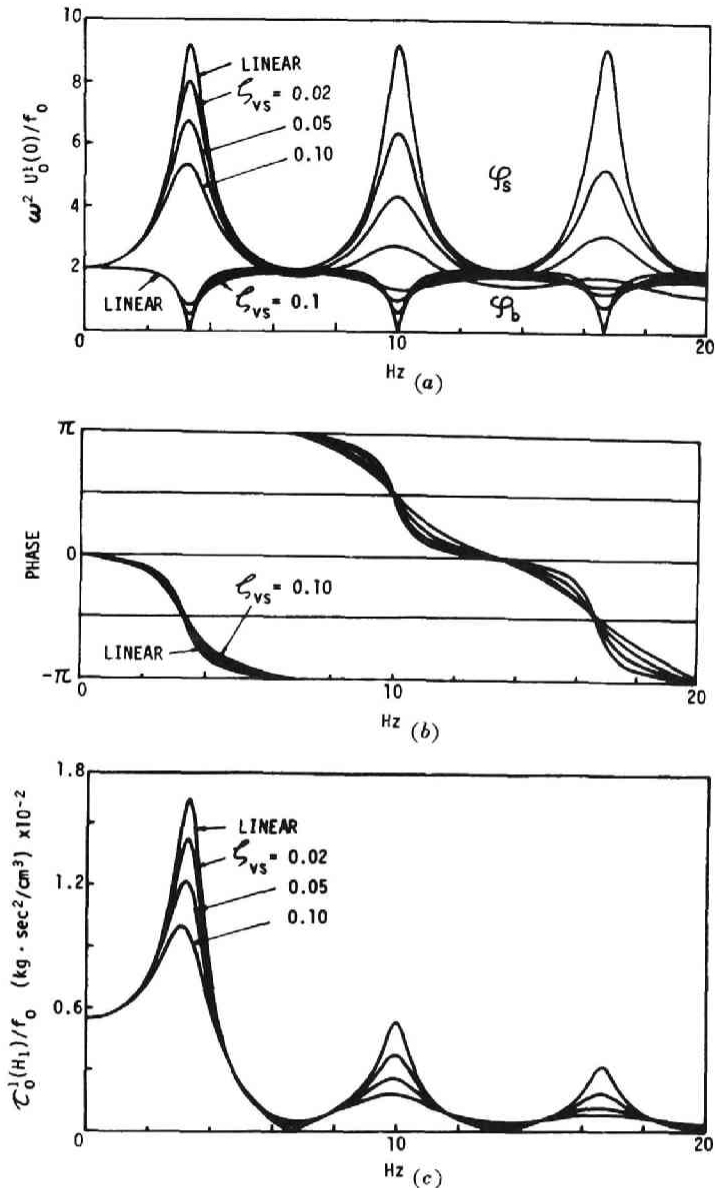 10
8
6
4
2
0
ω² U₀¹(0)/f₀
LINEAR
ζvs = 0.02
0.05
0.10
φs
LINEAR
ζvs = 0.1
φb
0
10
20
Hz (a)
π
0
-π
PHASE
ζvs = 0.10
LINEAR
0
10
20
Hz (b)
1.8
1.2
0.6
0
τ₀¹(H₁)/f₀ (kg · sec²/cm³) x10⁻²
LINEAR
ζvs = 0.02
0.05
0.10
0
10
20
Hz (c)